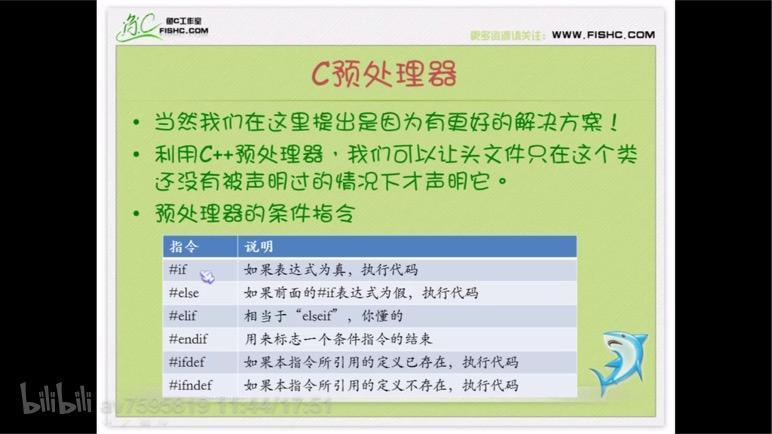 鱼C工作室
FISHC.COM
更多资源请关注：WWW.FISHC.COM
C预处理器
• 当然我们在这里提出是因为有更好的解决方案！
• 利用C++预处理器，我们可以让头文件只在这个类
还没有被声明过的情况下才声明它。
• 预处理器的条件指令
指令 说明
#if 如果表达式为真，执行代码
#else 如果前面的#if表达式为假，执行代码
#elif 相当于“elseif”，你懂的
#endif 用来标志一个条件指令的结束
#ifdef 如果本指令所引用的定义已存在，执行代码
#ifndef 如果本指令所引用的定义不存在，执行代码
bilibili av7595819 11:44/17:51